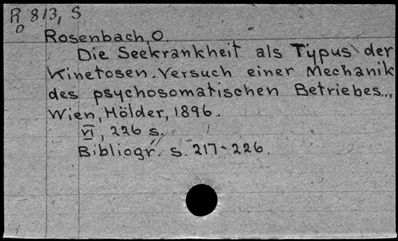 R 813, S
o
Rosenbach, O.
Die Seekrankheit als Typus der
Kinetosen. Versuch einer Mechanik
des psychosomatischen Betriebes..,
Wien, Hölder, 1896.
VI, 226 s.
Bibliogr. s. 217-226.